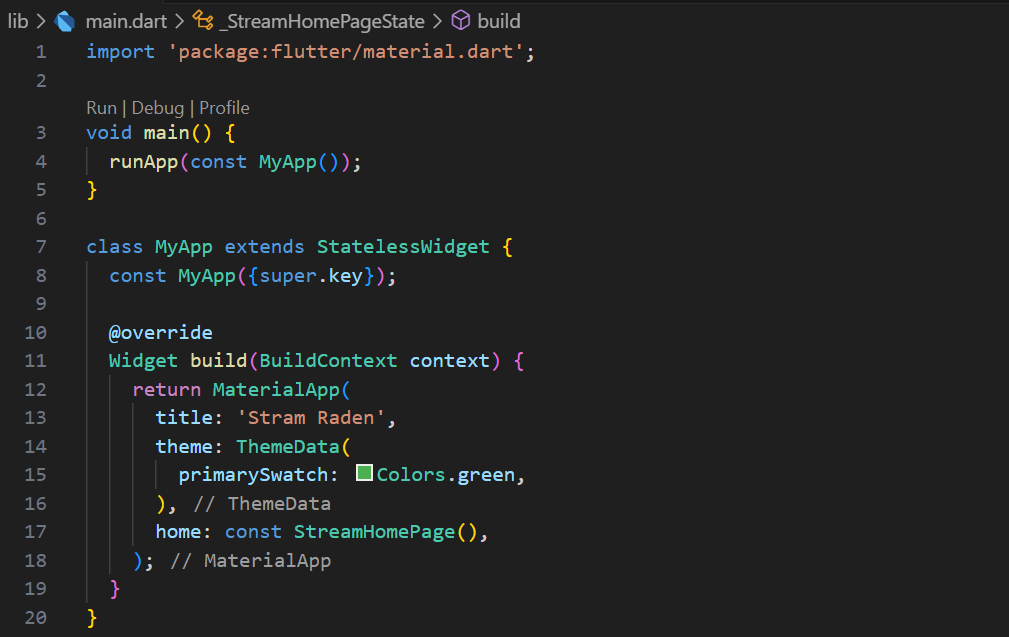 lib > main.dart > _StreamHomePageState > build
1 import 'package:flutter/material.dart';
2
Run | Debug | Profile
3 void main() {
4   runApp(const MyApp());
5 }
6
7 class MyApp extends StatelessWidget {
8   const MyApp({super.key});
9
10   @override
11   Widget build(BuildContext context) {
12     return MaterialApp(
13       title: 'Stram Raden',
14       theme: ThemeData(
15         primarySwatch: Colors.green,
16       ), // ThemeData
17       home: const StreamHomePage(),
18     ); // MaterialApp
19   }
20 }